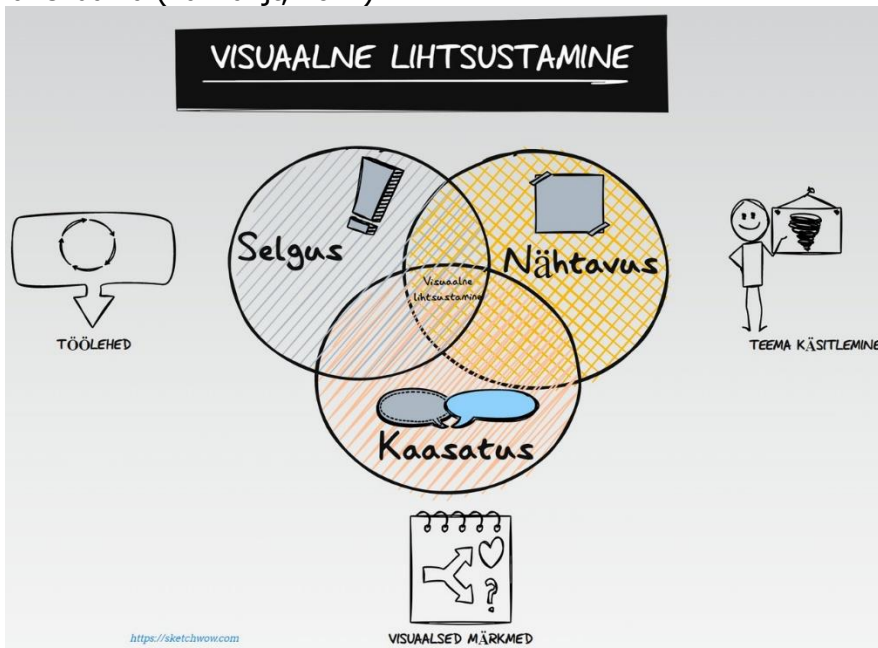 VISUAALNE LIHTSUSTAMINE
Selgus
Nähtavus
Visuaalne
lihtsustamine
TÖÖLEHED
TEEMA KÄSITLEMINE
Kaasatus
?
https://sketchwow.com
VISUAALSED MÄRKMED